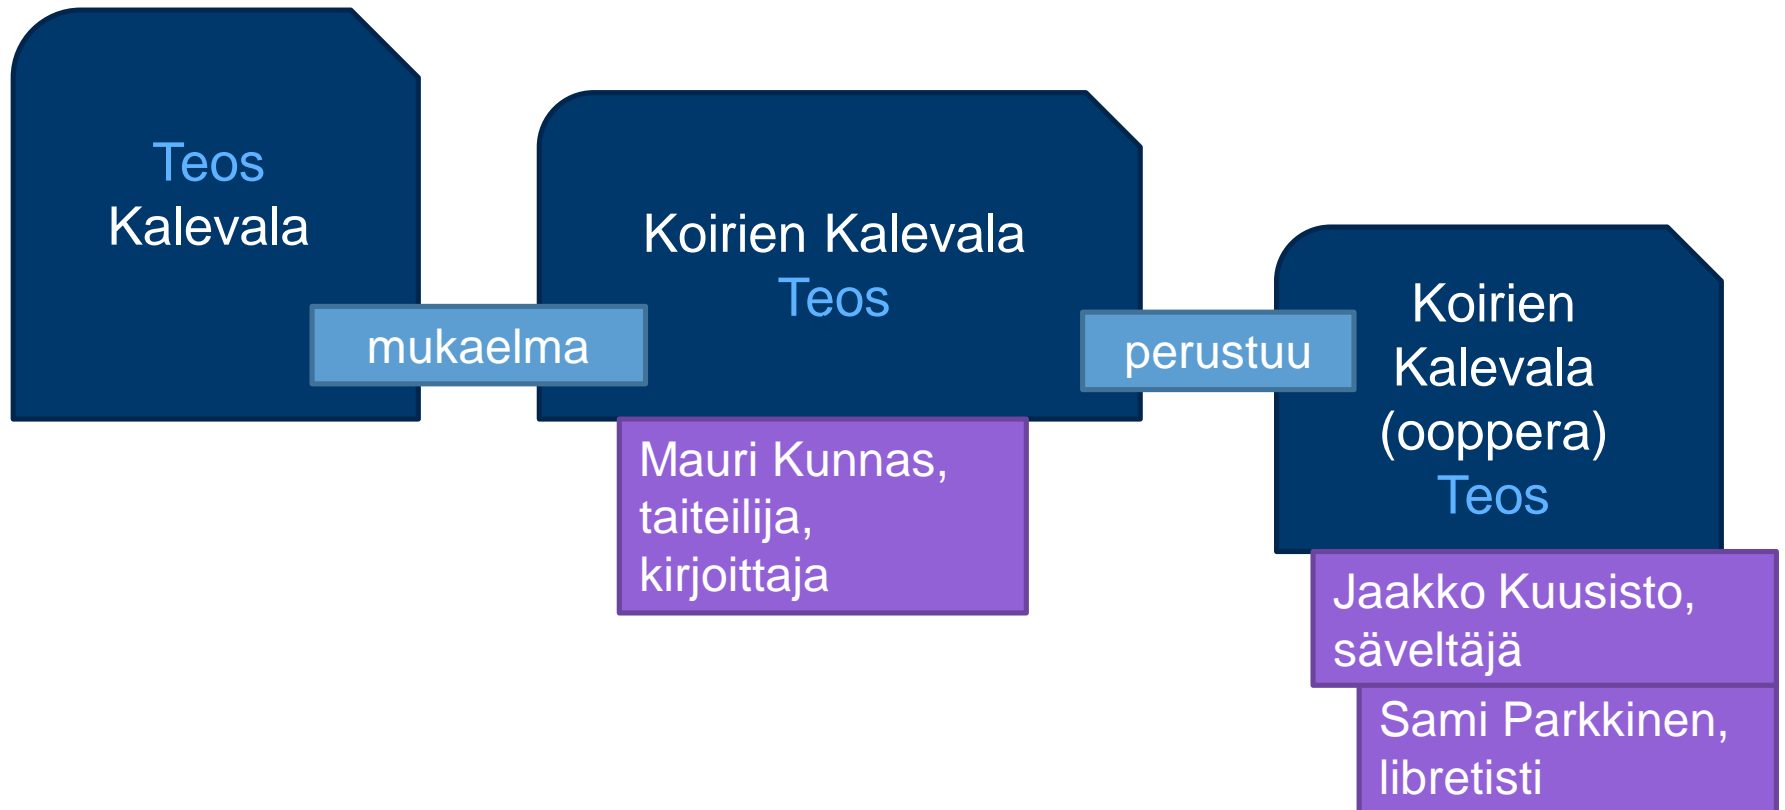 Teos
Kalevala
mukaelma
Koirien Kalevala
Teos
Mauri Kunnas,
taiteilija,
kirjoittaja
perustuu
Koirien
Kalevala
(ooppera)
Teos
Jaakko Kuusisto,
säveltäjä
Sami Parkkinen,
libretisti